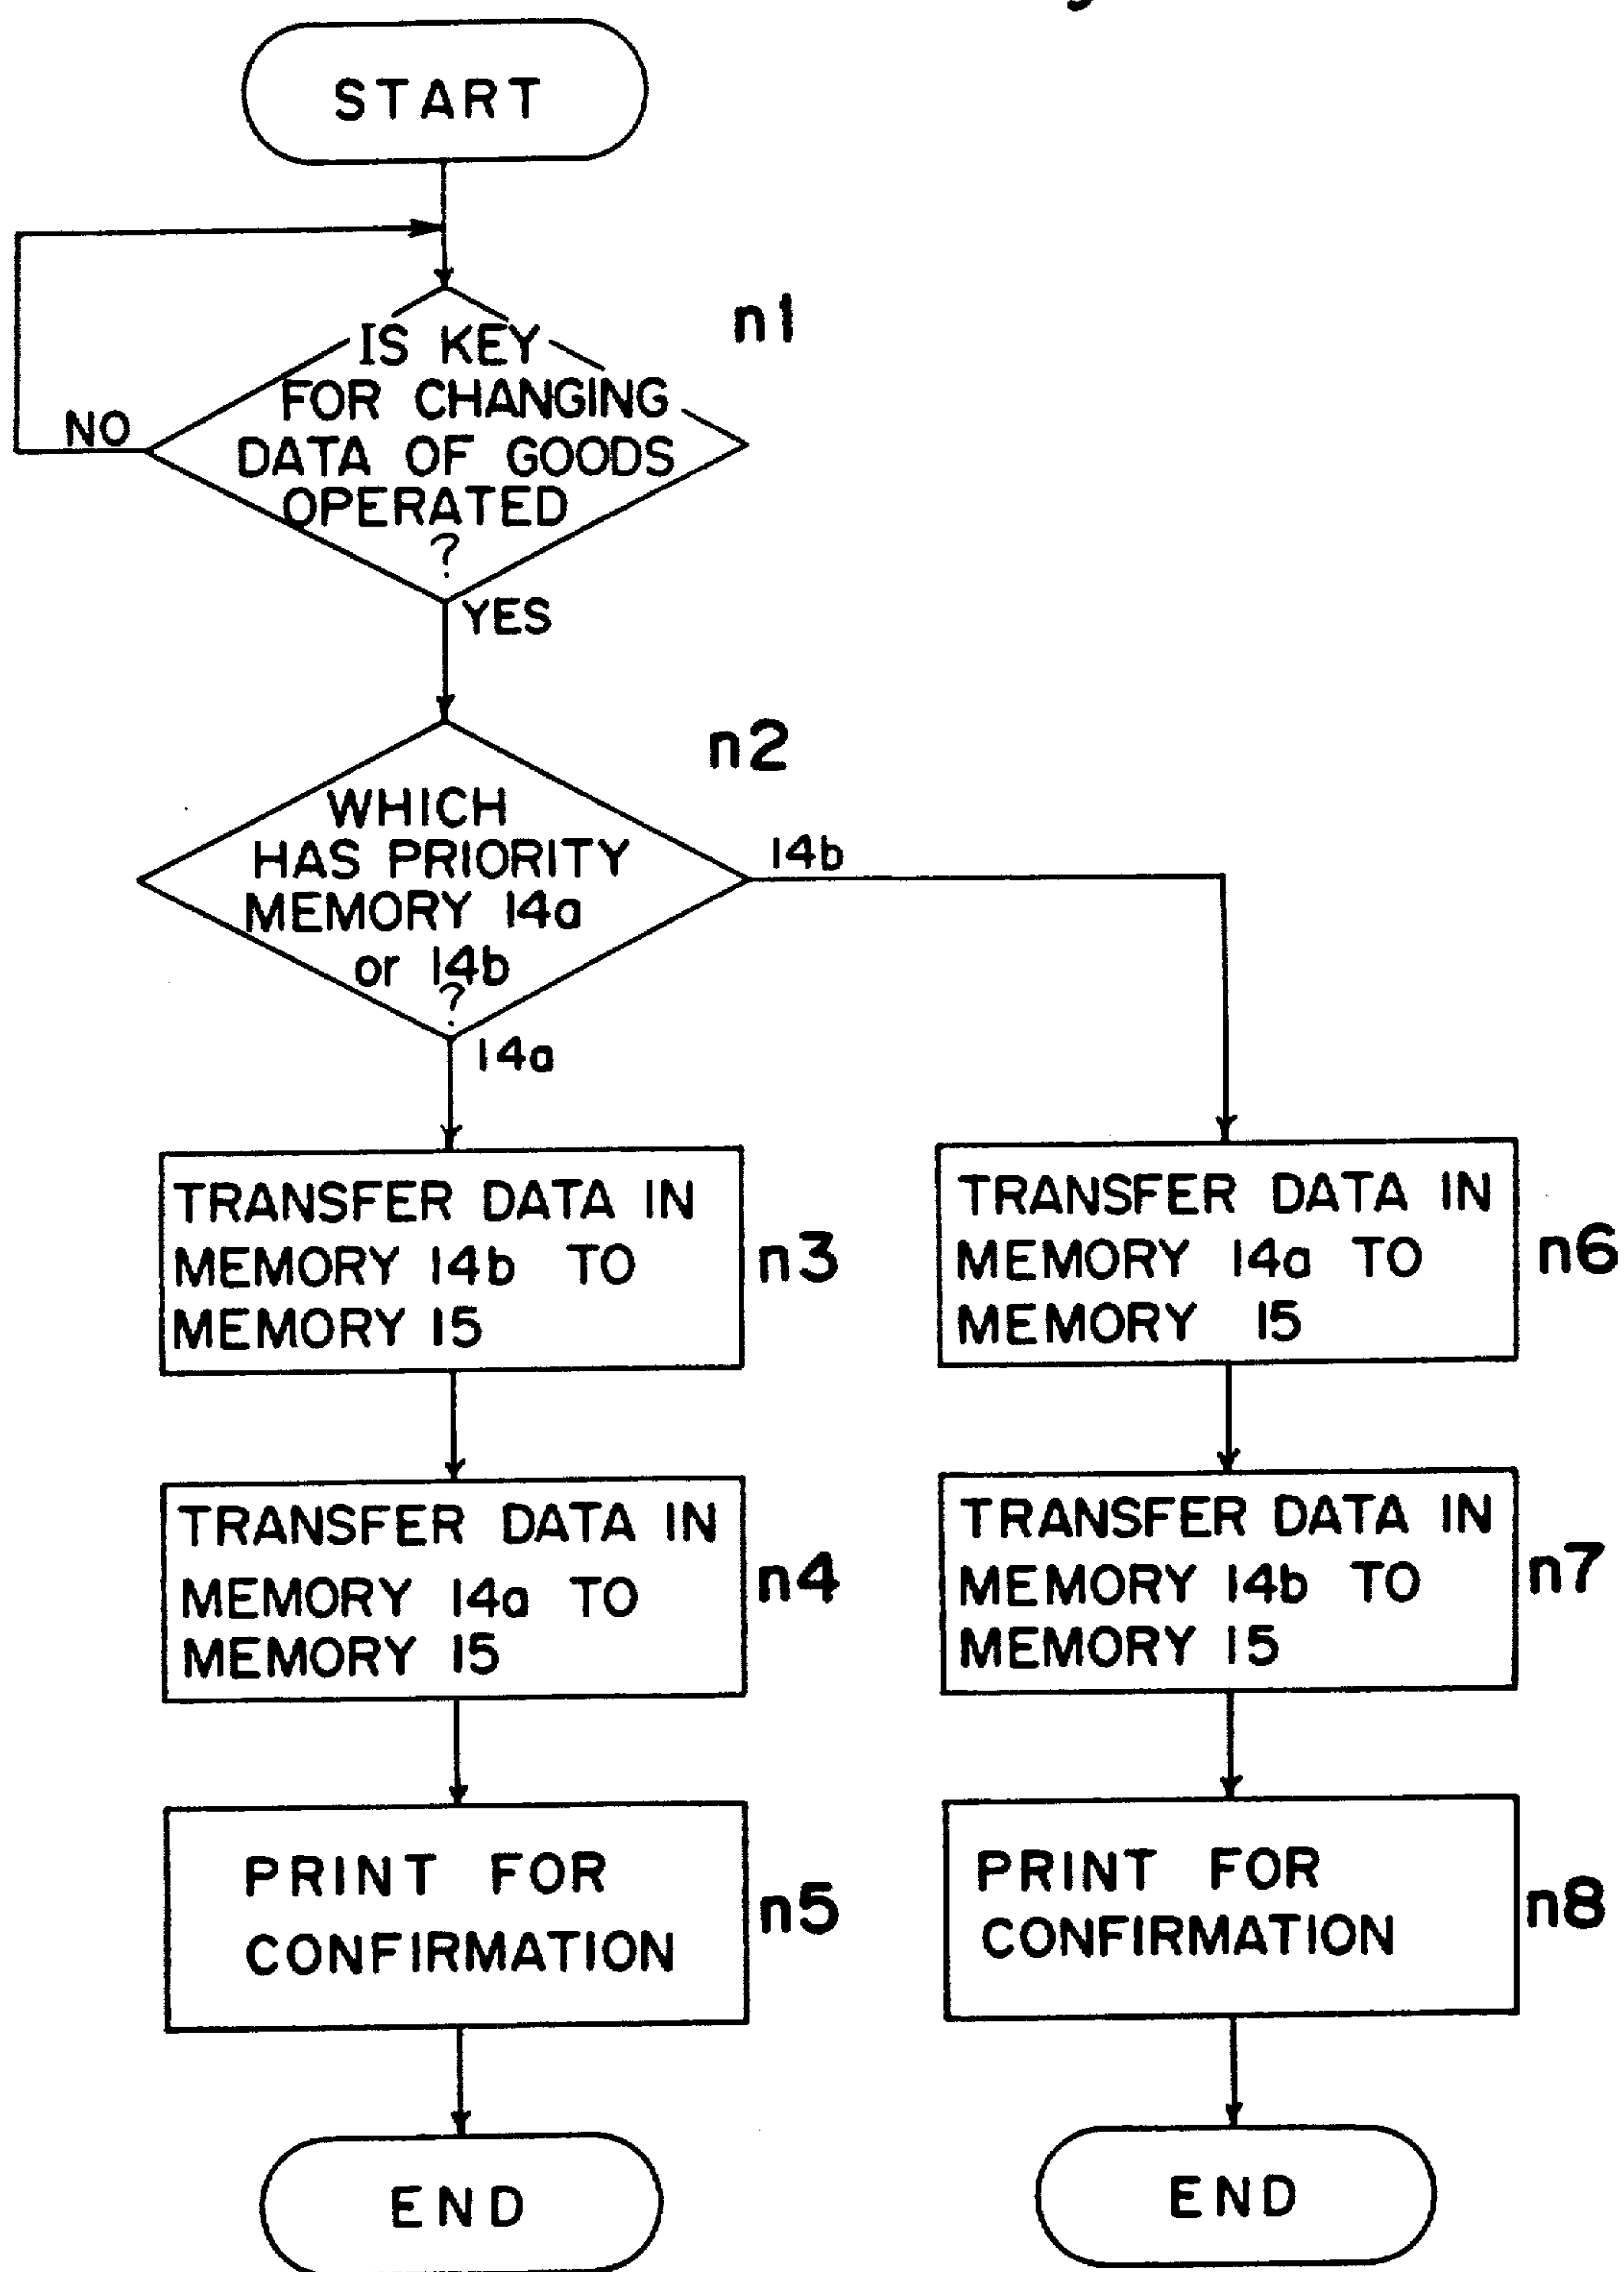 START
n1
IS KEY
FOR CHANGING
DATA OF GOODS
OPERATED
?
NO
YES
n2
WHICH
HAS PRIORITY
MEMORY 14a
or 14b
?
14b
14a
TRANSFER DATA IN
MEMORY 14b TO
MEMORY 15
n3
TRANSFER DATA IN
MEMORY 14a TO
MEMORY 15
n6
TRANSFER DATA IN
MEMORY 14a TO
MEMORY 15
n4
TRANSFER DATA IN
MEMORY 14b TO
MEMORY 15
n7
PRINT FOR
CONFIRMATION
n5
PRINT FOR
CONFIRMATION
n8
END
END